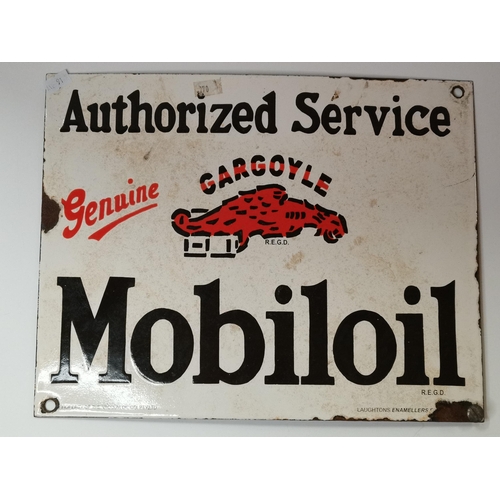 Authorized Service
GARGOYLE
Genuine
R.E.G.D.
Mobiloil
R.E.G.D.
LAUGHTONS ENAMELLERS